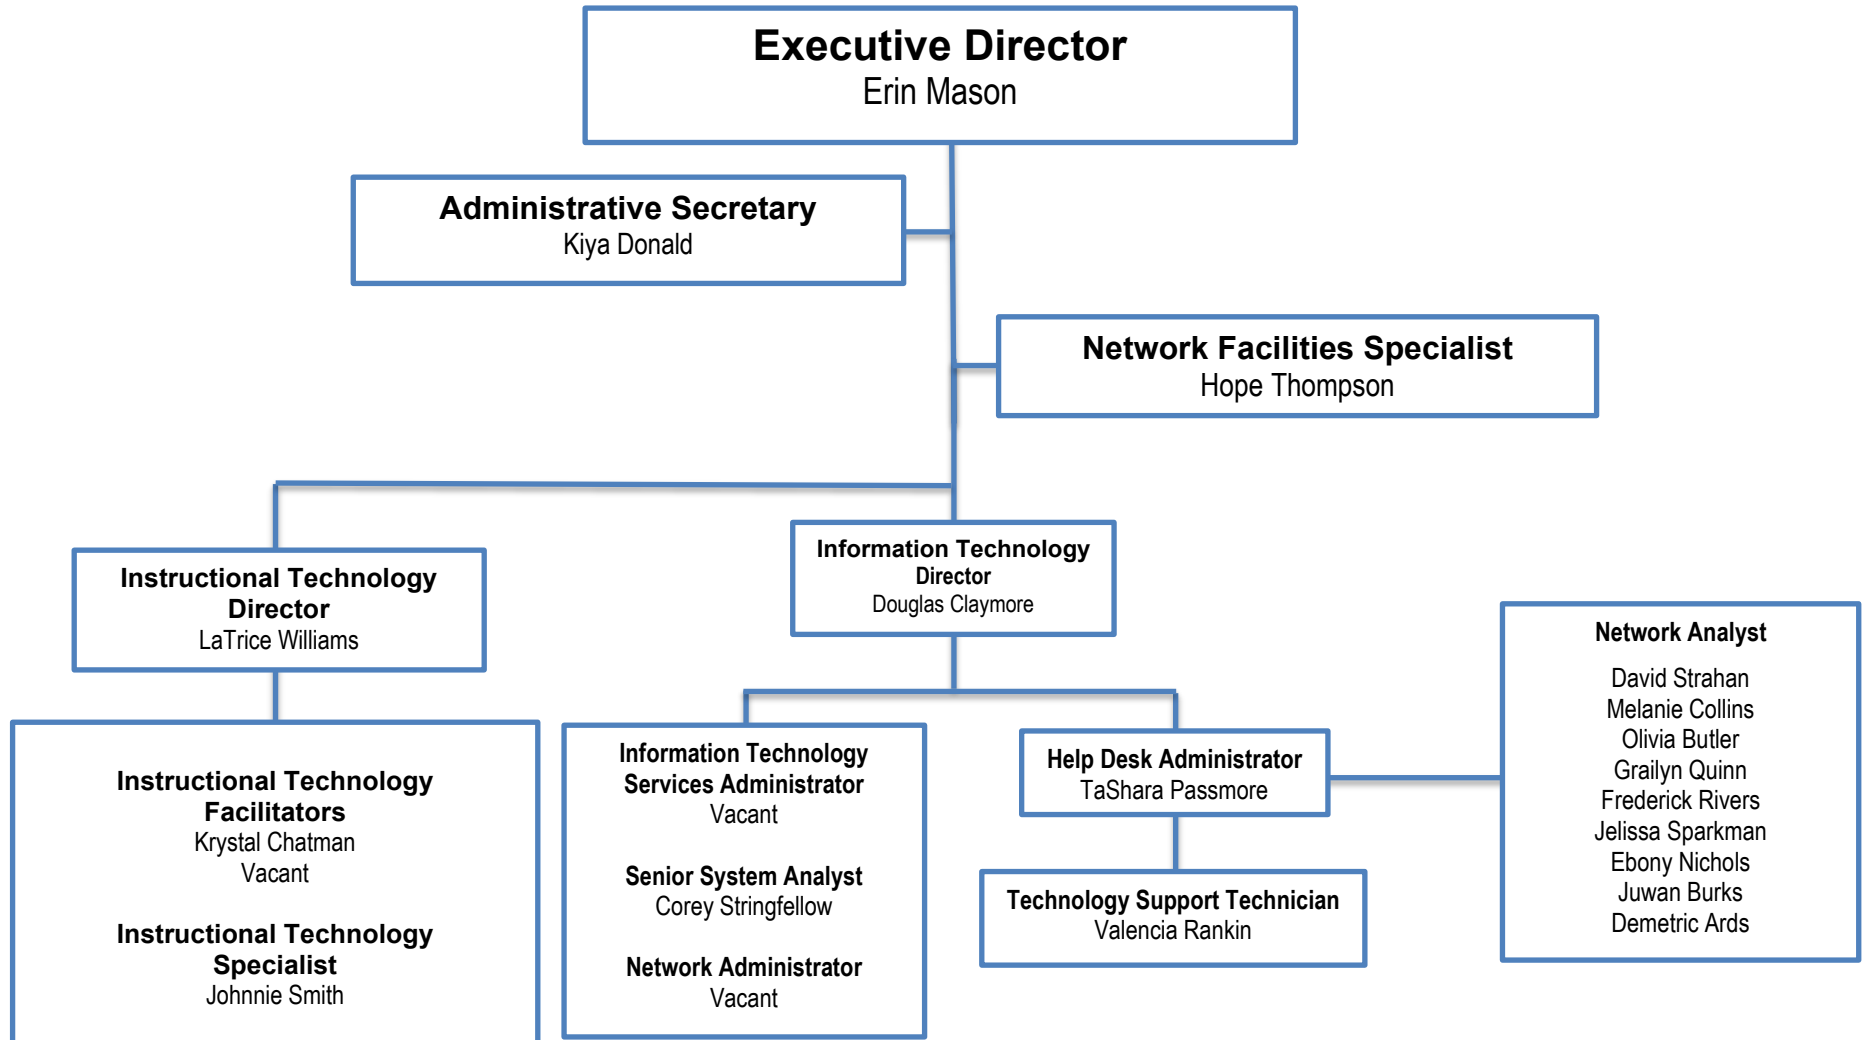 Executive Director
Erin Mason
Administrative Secretary
Kiya Donald
Network Facilities Specialist
Hope Thompson
Instructional Technology
Director
LaTrice Williams
Information Technology
Director
Douglas Claymore
Instructional Technology
Facilitators
Krystal Chatman
Vacant
Instructional Technology
Specialist
Johnnie Smith
Information Technology
Services Administrator
Vacant
Senior System Analyst
Corey Stringfellow
Network Administrator
Vacant
Help Desk Administrator
TaShara Passmore
Technology Support Technician
Valencia Rankin
Network Analyst
David Strahan
Melanie Collins
Olivia Butler
Grailyn Quinn
Frederick Rivers
Jelissa Sparkman
Ebony Nichols
Juwan Burks
Demetric Ards